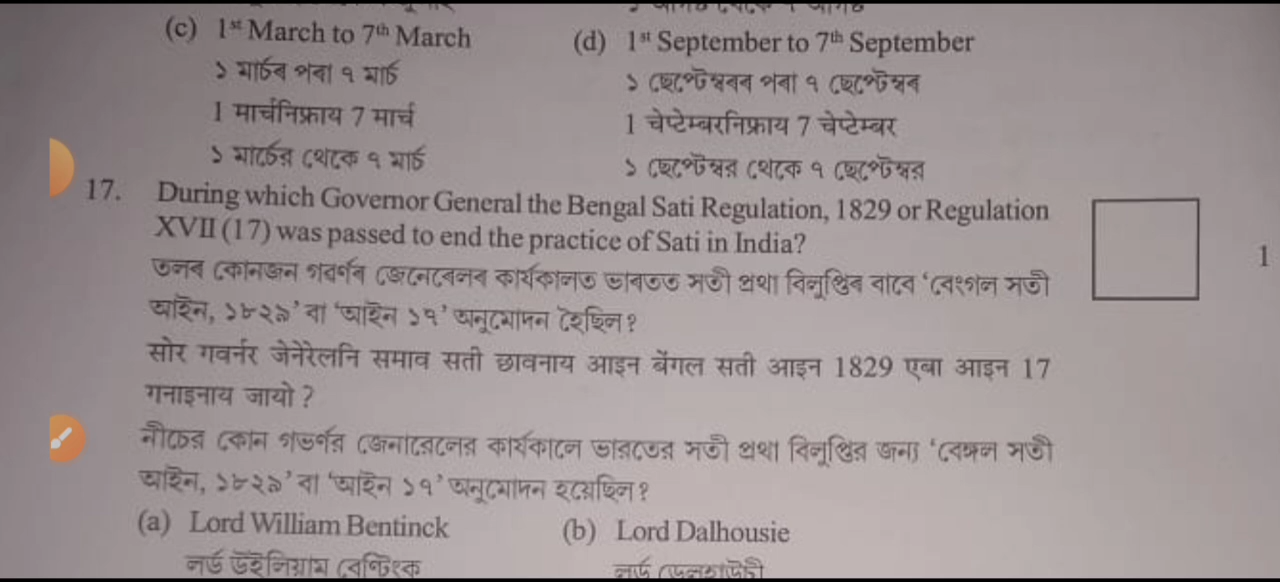 (c) 1st March to 7th March
(d) 1st September to 7th September
১ মাৰ্চৰ পৰা ৭ মাৰ্চ
১ ছেপ্টেম্বৰৰ পৰা ৭ ছেপ্টেম্বৰ
1 मार्चनिफ्राय 7 मार्च
1 चेप्टेम्बरनिफ्राय 7 चेप्टेम्बर
১ মার্চের থেকে ৭ মার্চ
১ ছেপ্টেম্বর থেকে ৭ ছেপ্টেম্বর
17. During which Governor General the Bengal Sati Regulation, 1829 or Regulation
XVII (17) was passed to end the practice of Sati in India?
1
তলৰ কোনজন গৱৰ্ণৰ জেনেৰেলৰ কাৰ্যকালত ভাৰতত সতী প্ৰথা বিলুপ্তিৰ বাবে ‘বেংগল সতী
আইন, ১৮২৯’ বা ‘আইন ১৭’ অনুমোদন হৈছিল?
सोर गवर्नर जेनेरेलनि समाव सती छावनाय आइन बेंगल सती आइन 1829 एबा आइन 17
गनाइनाय जायो ?
নীচের কোন গভর্ণর জেনারেলের কার্যকালে ভারতের সতী প্রথা বিলুপ্তির জন্য ‘বেঙ্গল সতী
আইন, ১৮২৯’ বা ‘আইন ১৭’ অনুমোদন হয়েছিল?
(a) Lord William Bentinck
(b) Lord Dalhousie
লর্ড উইলিয়াম বেন্টিংক
লর্ড